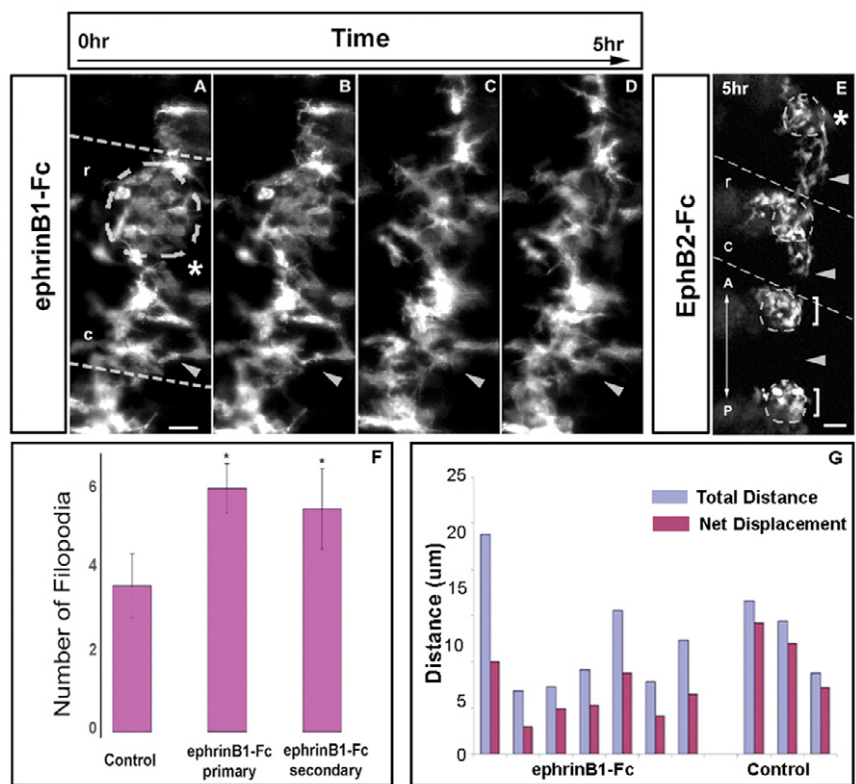 Time
0hr
5hr
ephrinB1-Fc
A
B
C
D
r
*
c
EphB2-Fc
5hr
E
*
r
c
A
P
F
Number of Filopodia
6
4
2
0
*
*
Control
ephrinB1-Fc
primary
ephrinB1-Fc
secondary
G
Distance (um)
25
20
15
10
5
0
Total Distance
Net Displacement
ephrinB1-Fc
Control